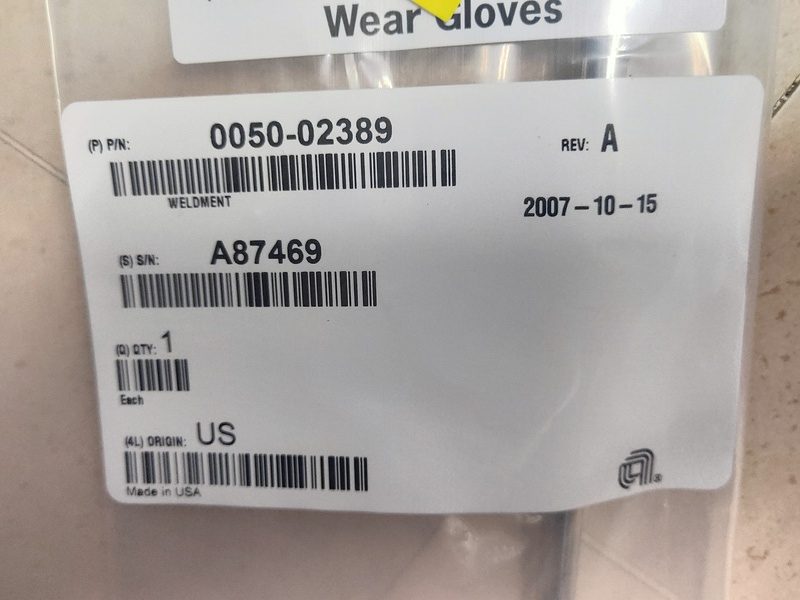 Wear Gloves
(P) P/N: 0050-02389
REV: A
WELDMENT
2007-10-15
(S) S/N: A87469
(Q) QTY: 1
Each
(4L) ORIGIN: US
Made in USA
®